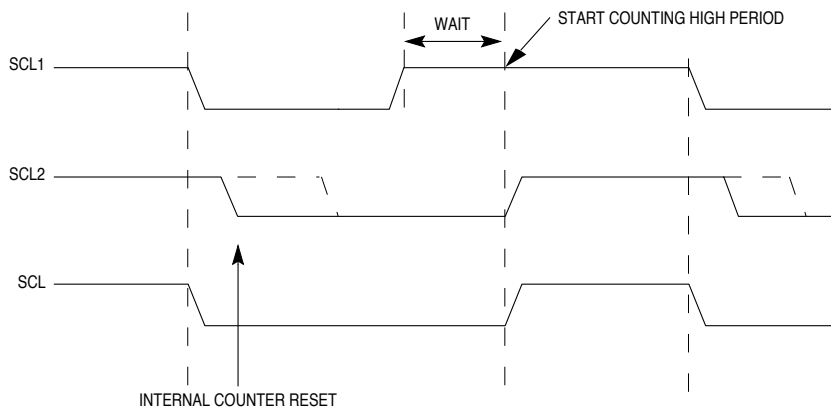 WAIT
START COUNTING HIGH PERIOD
SCL1
SCL2
SCL
INTERNAL COUNTER RESET